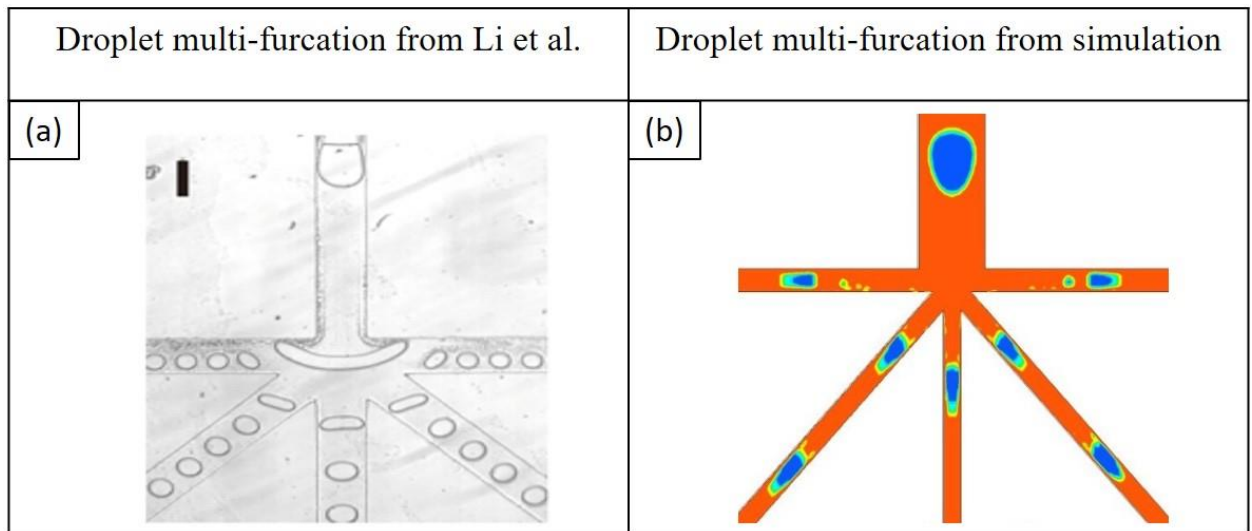 Droplet multi-furcation from Li et al.
Droplet multi-furcation from simulation
(a)
(b)